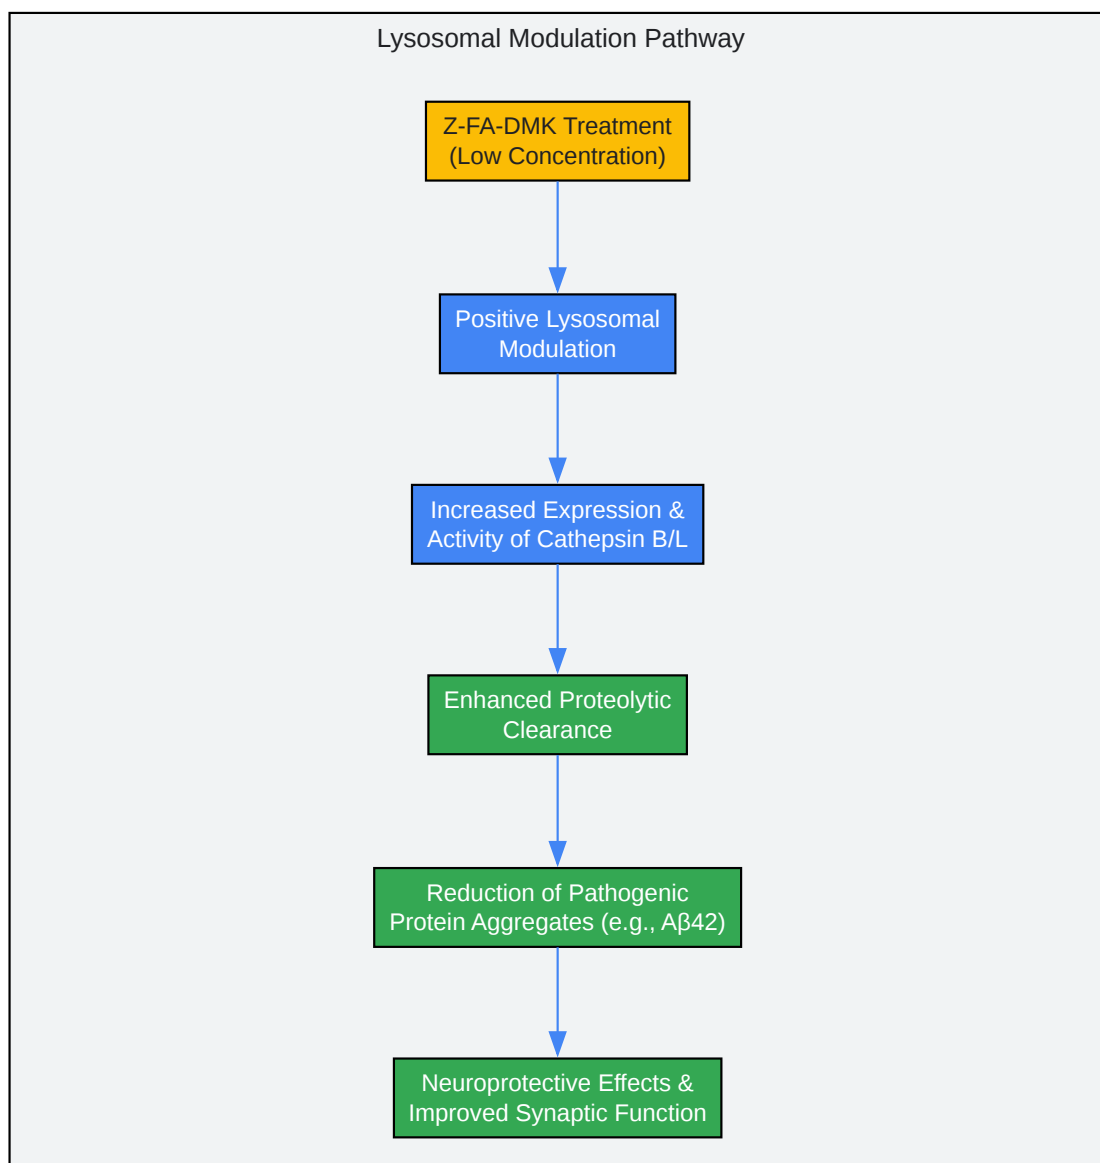 Lysosomal Modulation Pathway
Z-FA-DMK Treatment
(Low Concentration)
Positive Lysosomal
Modulation
Increased Expression &
Activity of Cathepsin B/L
Enhanced Proteolytic
Clearance
Reduction of Pathogenic
Protein Aggregates (e.g., Aβ42)
Neuroprotective Effects &
Improved Synaptic Function